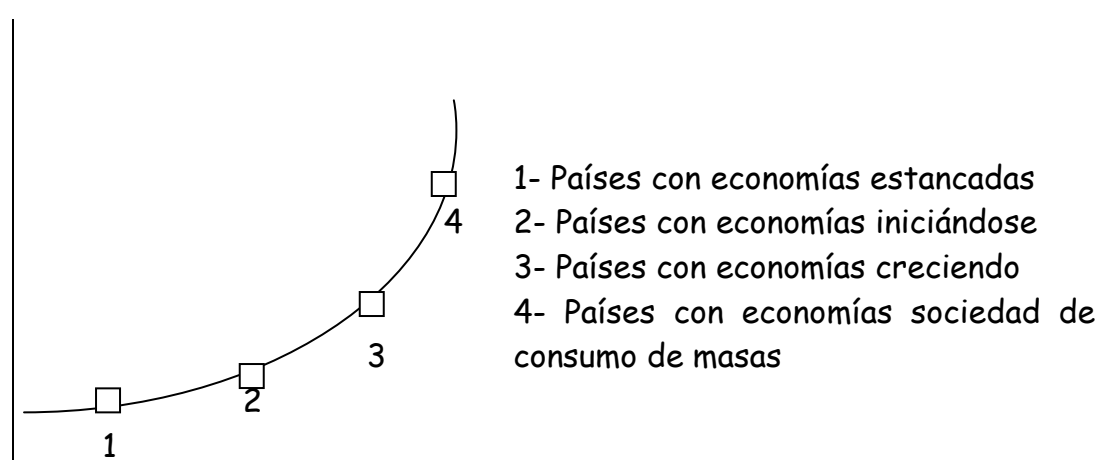 1- Países con economías estancadas
2- Países con economías iniciándose
3- Países con economías creciendo
4- Países con economías sociedad de
consumo de masas
4
3
2
1